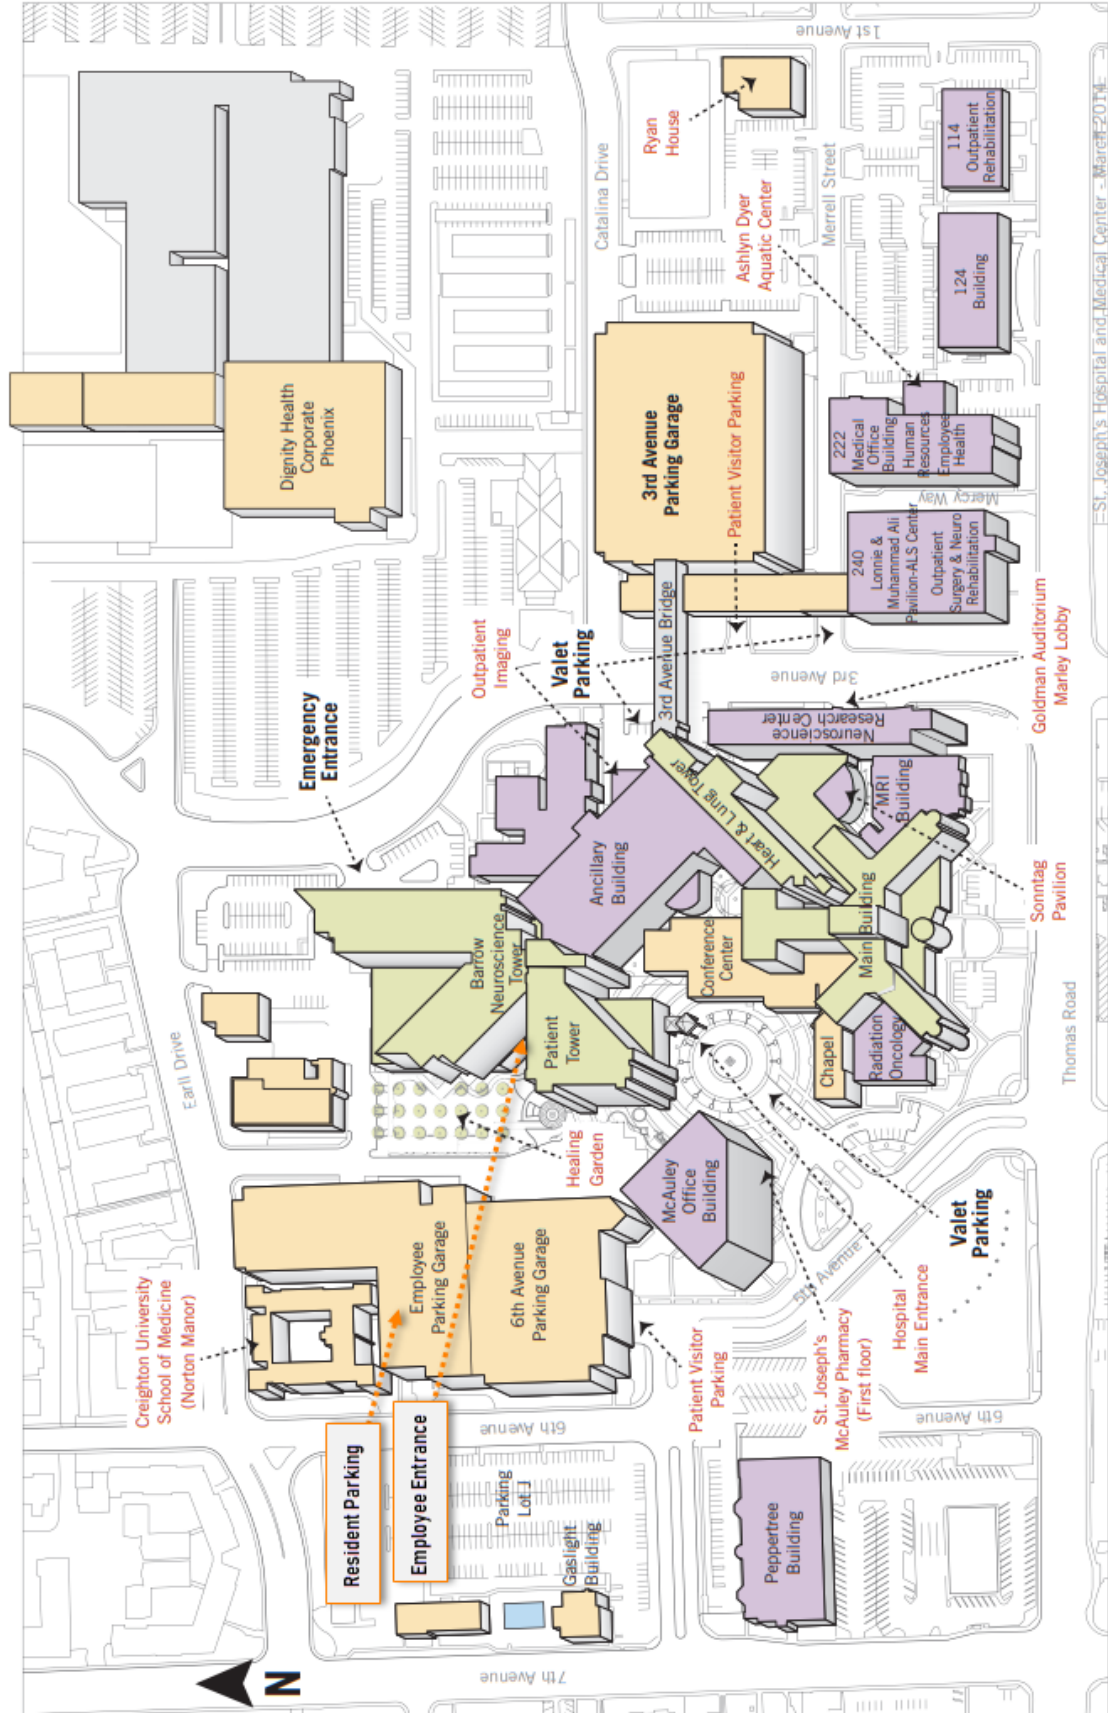 Creighton University
School of Medicine
(Norton Manor)
Earll Drive
N
Dignity Health
Corporate
Phoenix
Emergency
Entrance
Resident Parking
Employee Entrance
Employee
Parking Garage
6th Avenue
Parking Garage
Barrow
Neuroscience
Tower
Patient
Tower
Outpatient
Imaging
Parking
Lot J
Gaslight
Building
7th Avenue
6th Avenue
Healing
Garden
Ancillary
Building
Valet
Parking
Catalina Drive
3rd Avenue
Parking Garage
Patient Visitor Parking
3rd Avenue Bridge
Ryan
House
1st Avenue
Ashlyn Dyer
Aquatic Center
Merrell Street
McAuley
Office
Building
Patient Visitor
Parking
Heart & Lung Tower
Conference
Center
3rd Avenue
Neuroscience
Research Center
Peppertree
Building
St. Joseph's
McAuley Pharmacy
(First floor)
5th Avenue
Hospital
Main Entrance
Chapel
Radiation
Oncology
Main Building
MRI
Building
240
Lonnie &
Muhammad Ali
Pavilion-ALS Center
Outpatient
Surgery & Neuro
Rehabilitation
222
Medical
Office
Building
Human
Resources
Employee
Health
Mercy Way
124
Building
114
Outpatient
Rehabilitation
6th Avenue
Valet
Parking
Sonntag
Pavilion
Goldman Auditorium
Marley Lobby
Thomas Road
St. Joseph's Hospital and Medical Center - March 2014